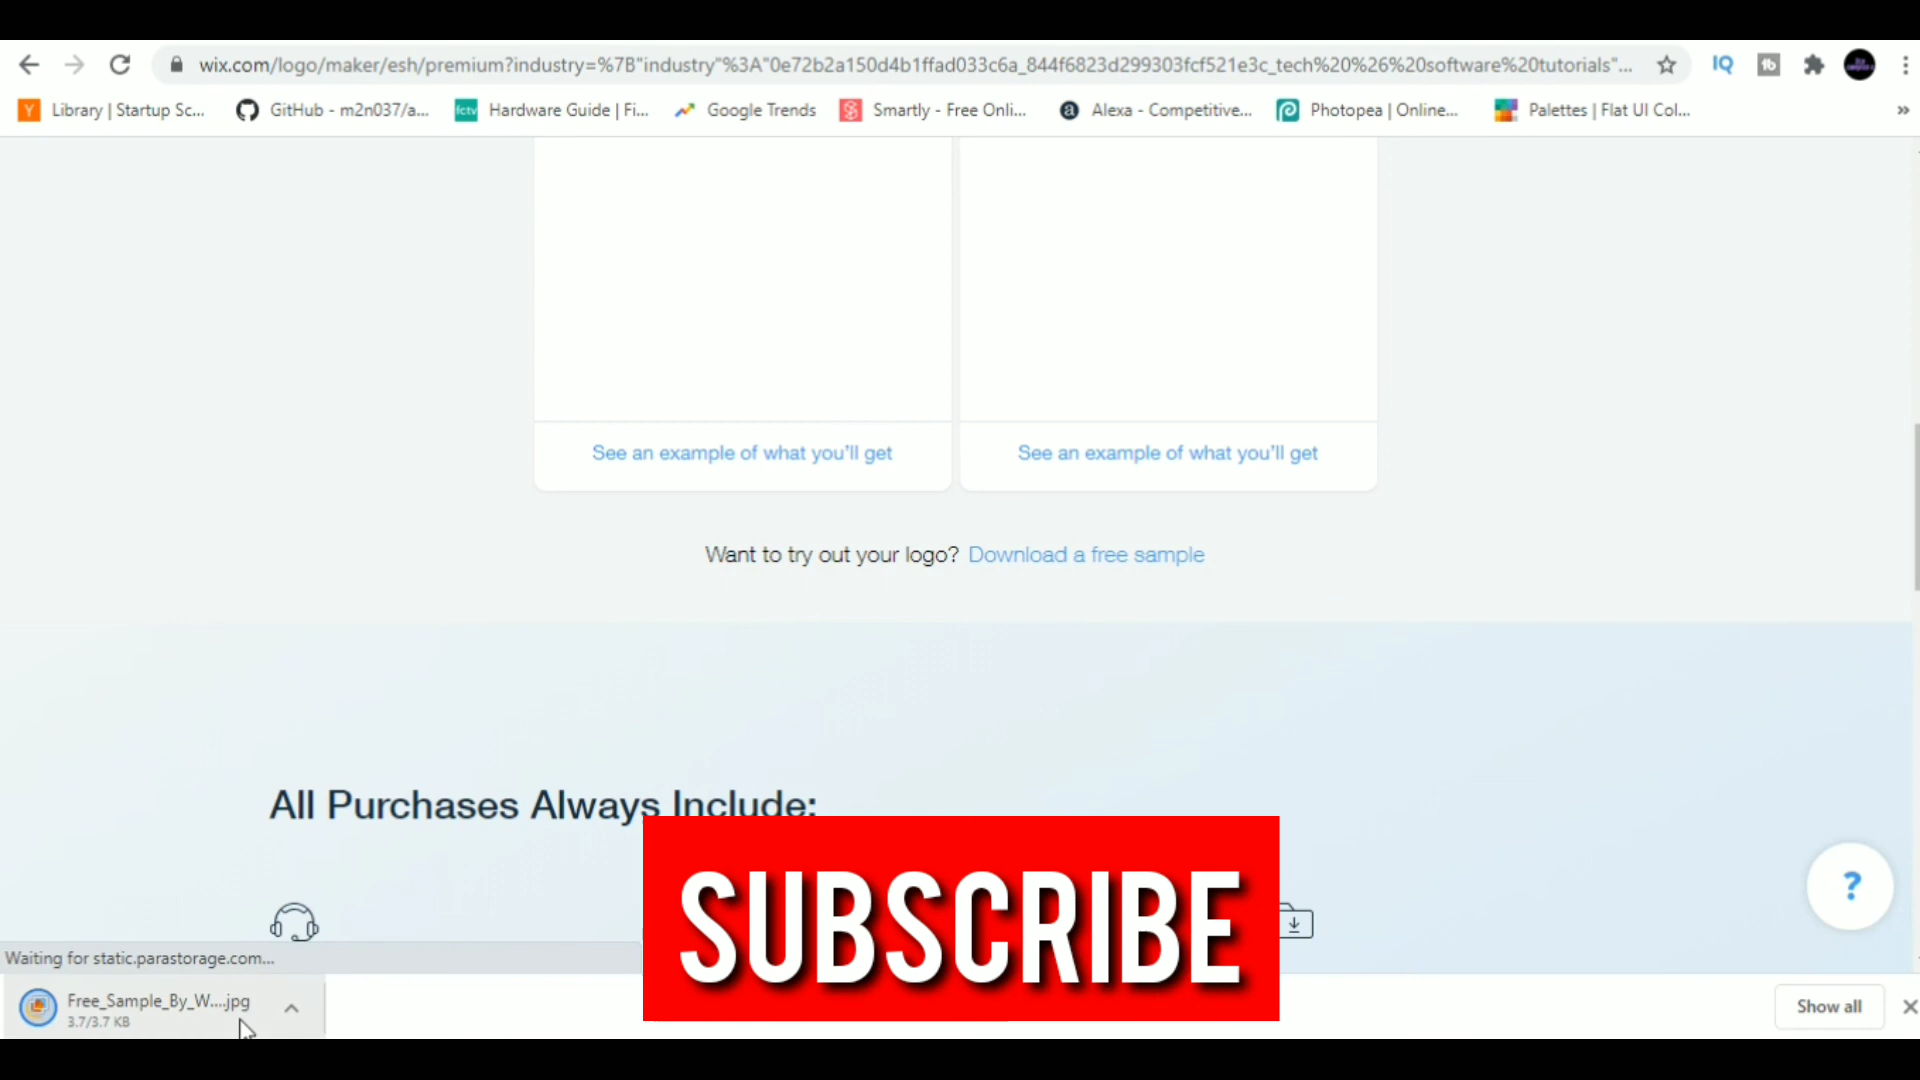 wix.com/logo/maker/esh/premium?industry=%7B"industry"%3A"0e72b2a150d4b1ffad033c6a_844f6823d299303fcf521e3c_tech%20%26%20software%20tutorials"...
IQ
tb
Y Library | Startup Sc...
GitHub - m2n037/a...
fctv Hardware Guide | Fi...
Google Trends
Smartly - Free Onli...
a Alexa - Competitive...
Photopea | Online...
Palettes | Flat UI Col...
»
See an example of what you'll get
See an example of what you'll get
Want to try out your logo? Download a free sample
All Purchases Always Include:
SUBSCRIBE
?
Waiting for static.parastorage.com...
Free_Sample_By_W....jpg
3.7/3.7 KB
Show all